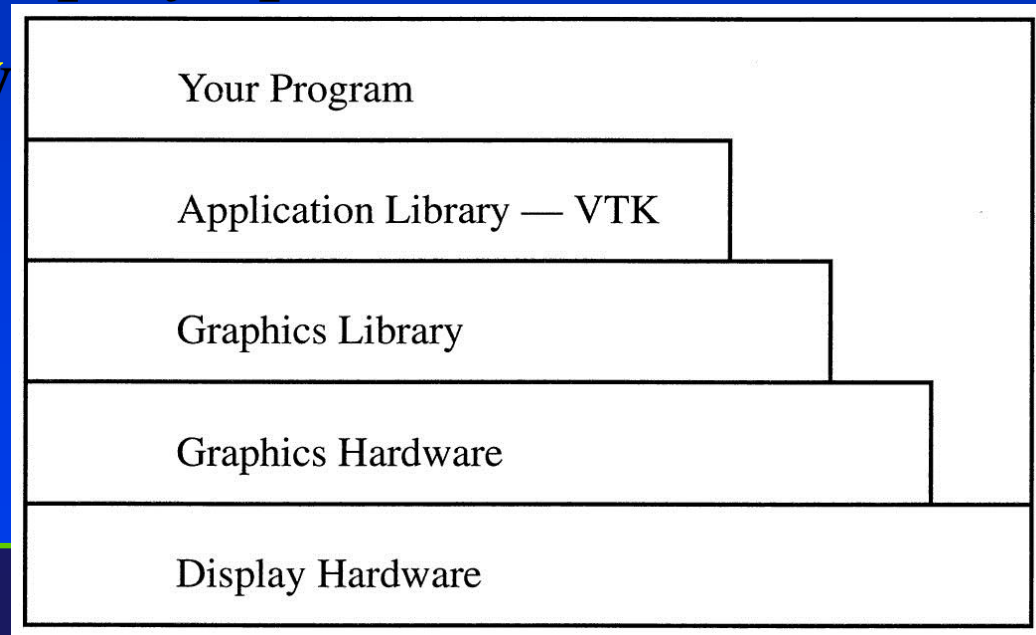 Your Program
Application Library — VTK
Graphics Library
Graphics Hardware
Display Hardware